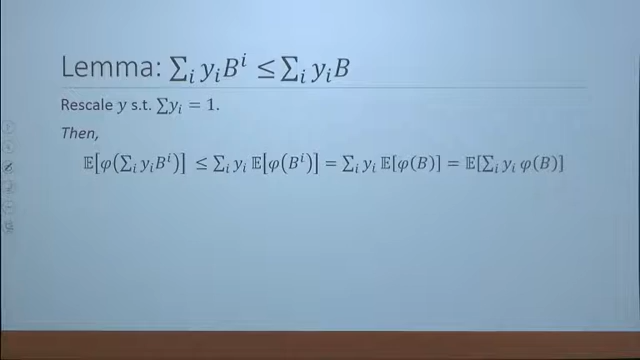 Lemma: ∑ᵢ yᵢBⁱ ≤ ∑ᵢ yᵢB
Rescale y s.t. ∑yᵢ = 1.
Then,
𝔼[φ(∑ᵢ yᵢBⁱ)] ≤ ∑ᵢ yᵢ 𝔼[φ(Bⁱ)] = ∑ᵢ yᵢ 𝔼[φ(B)] = 𝔼[∑ᵢ yᵢ φ(B)]